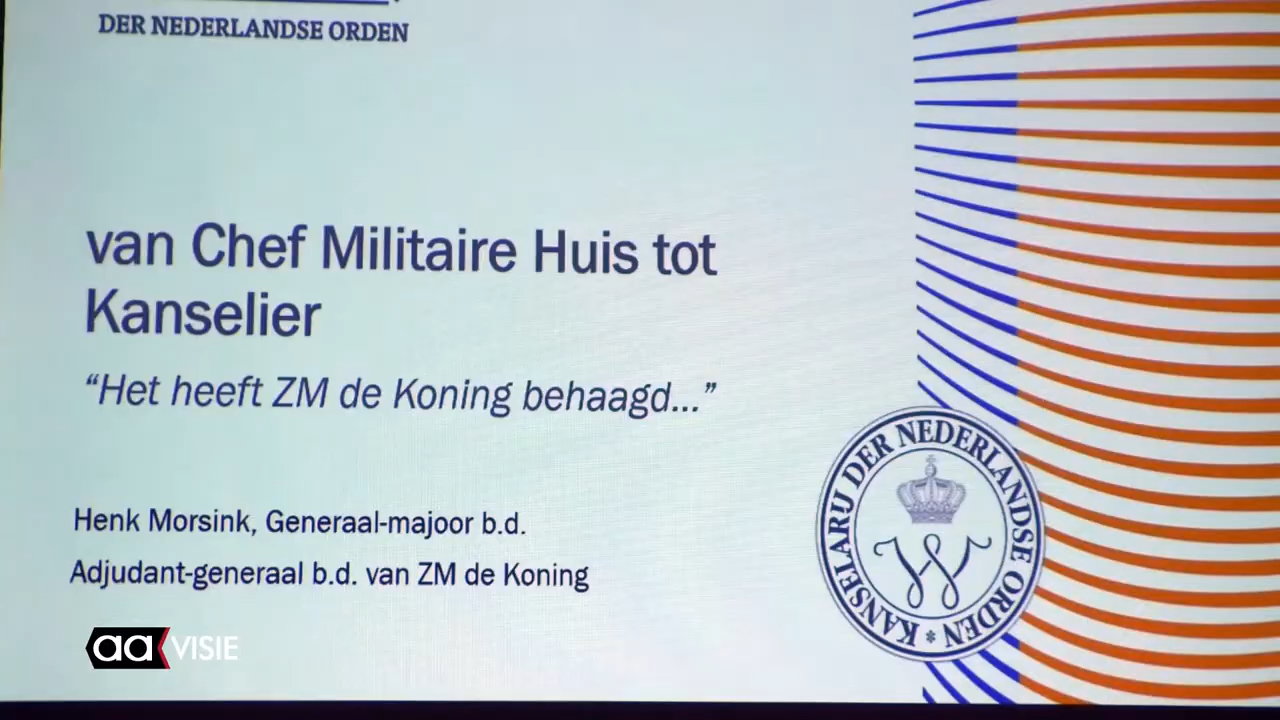 DER NEDERLANDSE ORDEN
van Chef Militaire Huis tot
Kanselier
“Het heeft ZM de Koning behaagd...”
Henk Morsink, Generaal-majoor b.d.
Adjudant-generaal b.d. van ZM de Koning
KANSELARIJ DER NEDERLANDSE ORDEN *
W
aa VISIE